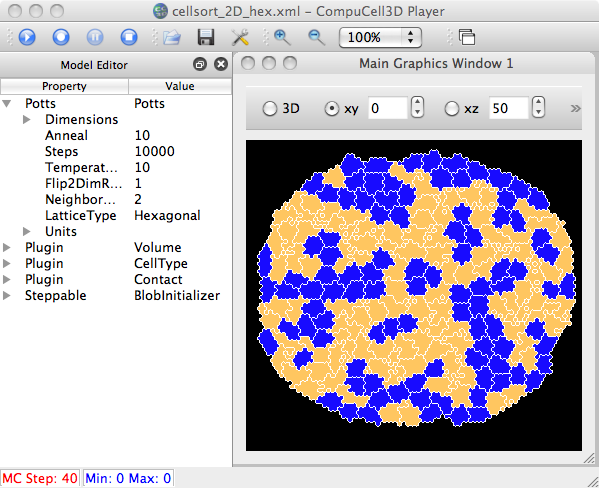 cellsort_2D_hex.xml – CompuCell3D Player
100%
Model Editor
Main Graphics Window 1
Property Value
3D xy 0 xz 50 »
Potts Potts
Dimensions
Anneal 10
Steps 10000
Temperat... 10
Flip2DimR... 1
Neighbor... 2
LatticeType Hexagonal
Units
Plugin Volume
Plugin CellType
Plugin Contact
Steppable BlobInitializer
MC Step: 40 Min: 0 Max: 0